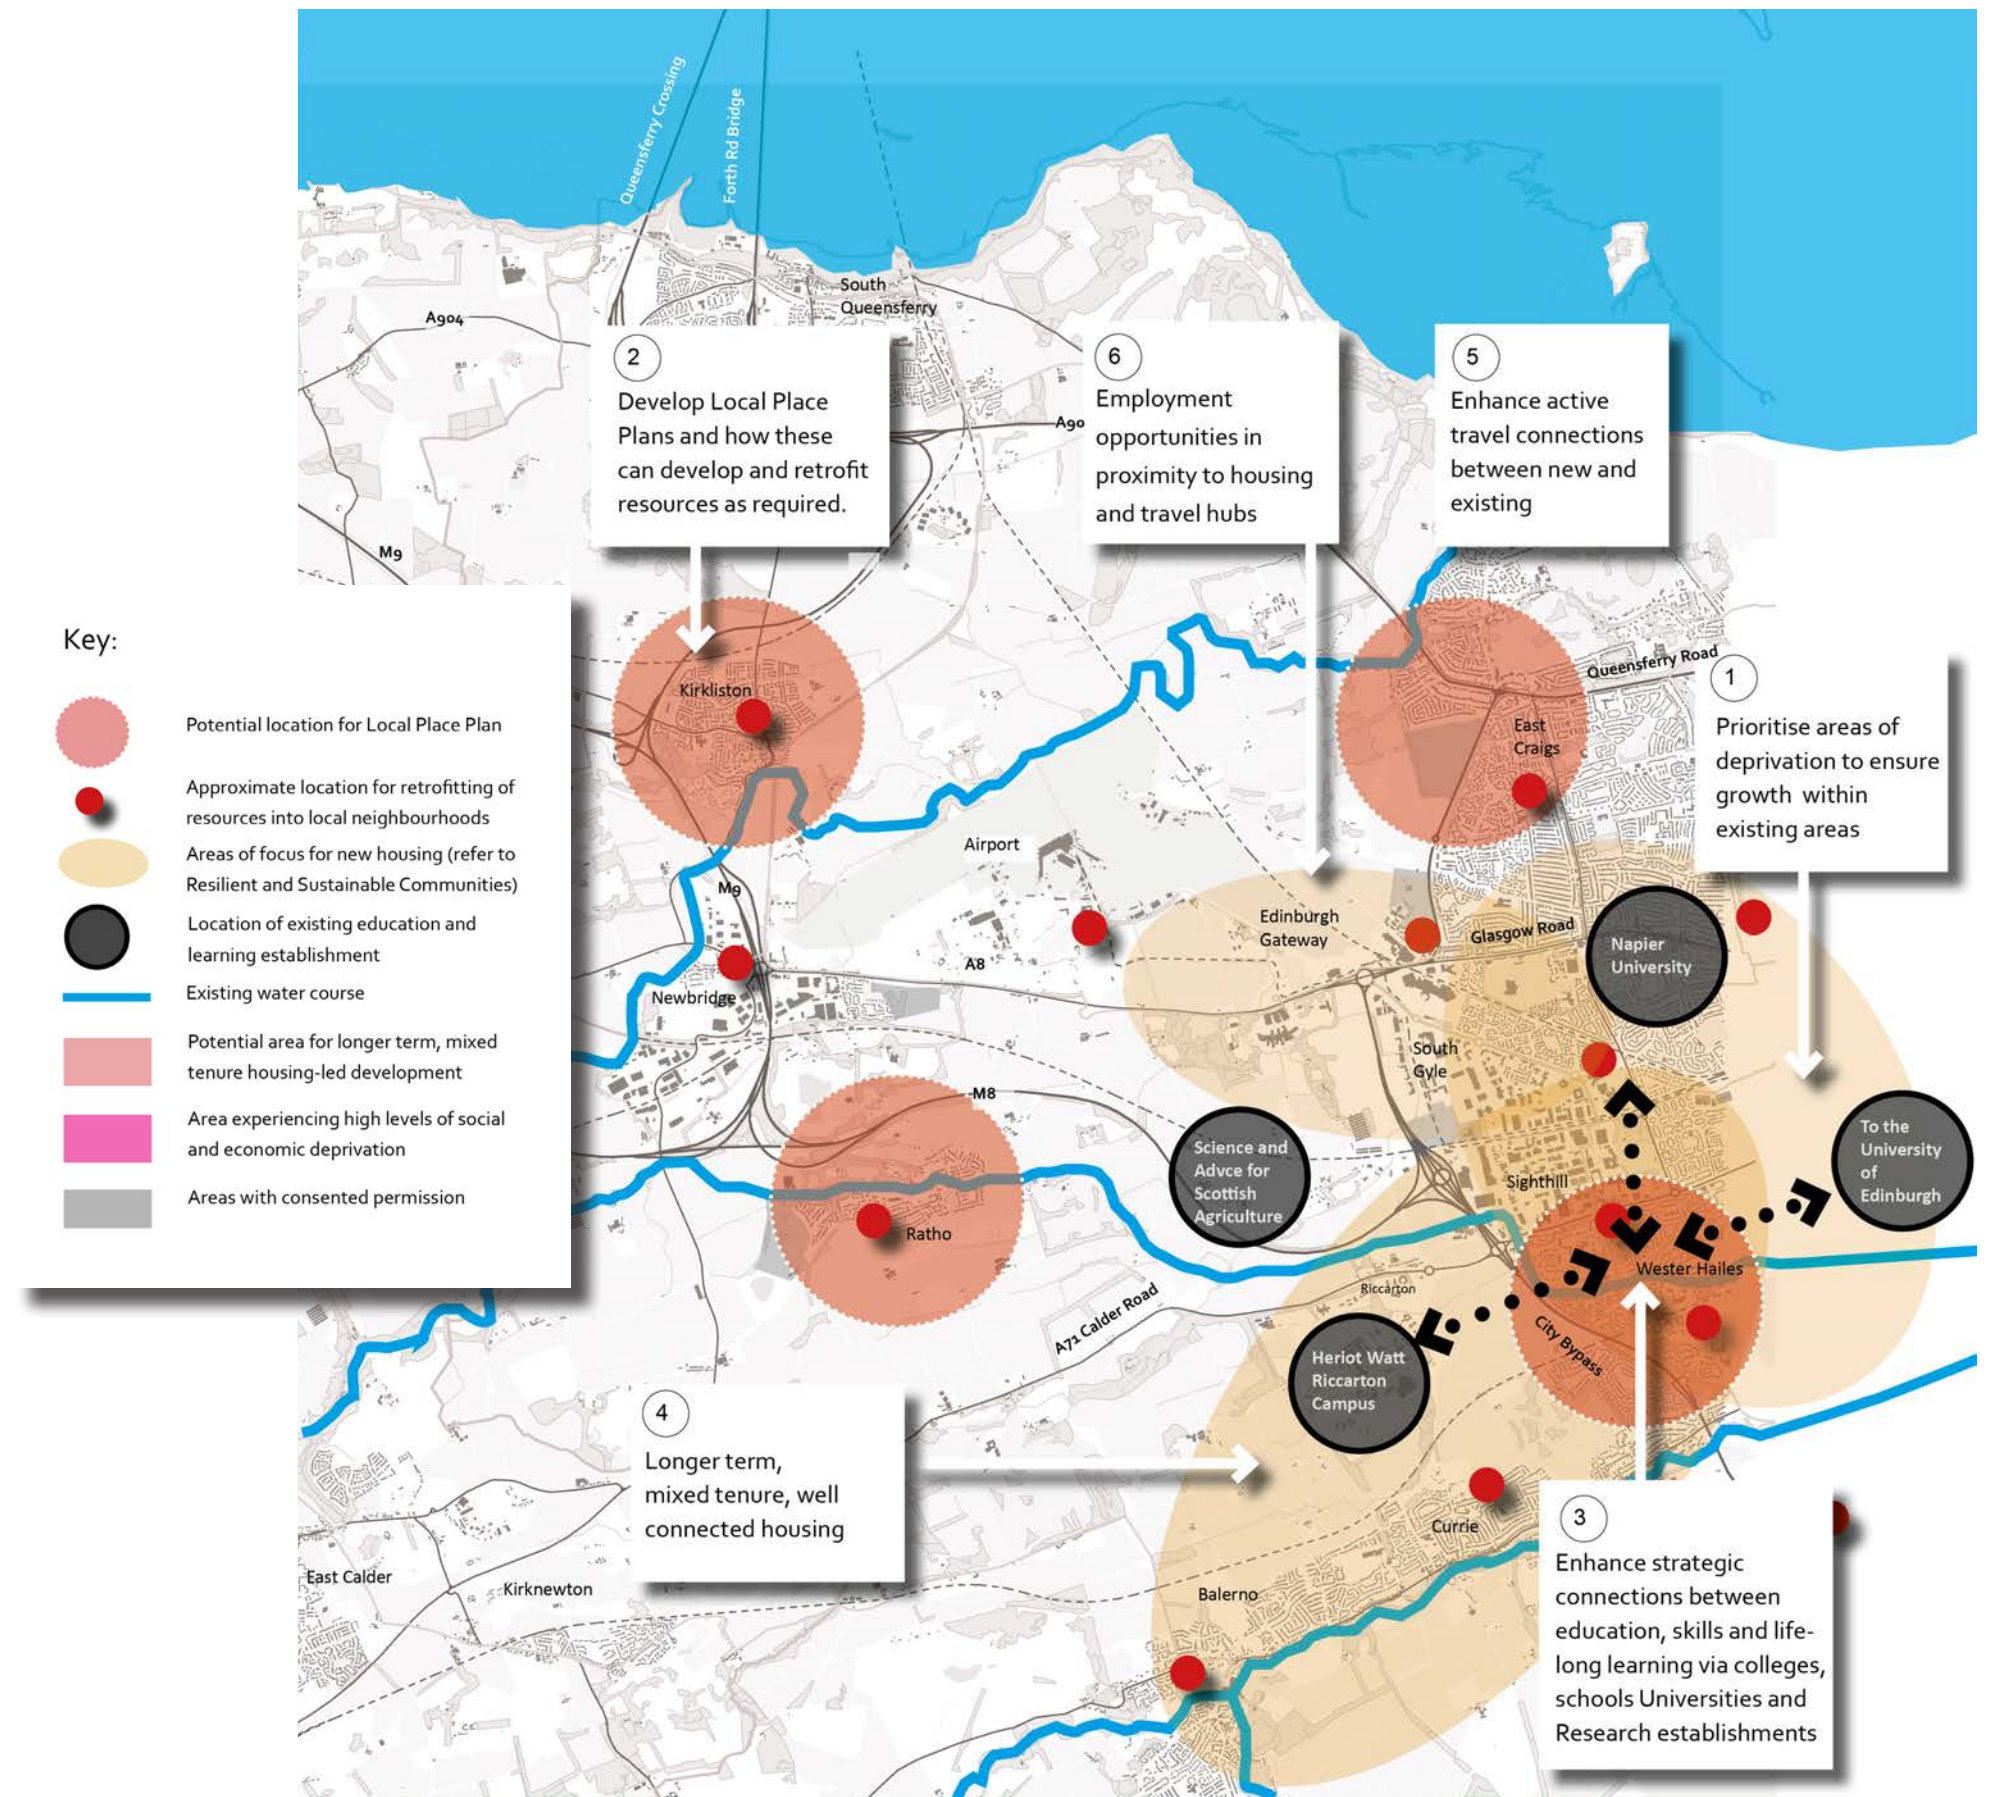 Queensferry Crossing
Forth Rd Bridge
South
Queensferry
A904
A90
M9
2
Develop Local Place
Plans and how these
can develop and retrofit
resources as required.
6
Employment
opportunities in
proximity to housing
and travel hubs
5
Enhance active
travel connections
between new and
existing
Key:
Potential location for Local Place Plan
Approximate location for retrofitting of
resources into local neighbourhoods
Areas of focus for new housing (refer to
Resilient and Sustainable Communities)
Location of existing education and
learning establishment
Existing water course
Potential area for longer term, mixed
tenure housing-led development
Area experiencing high levels of social
and economic deprivation
Areas with consented permission
Kirkliston
Queensferry Road
East
Craigs
1
Prioritise areas of
deprivation to ensure
growth within
existing areas
Airport
M9
Edinburgh
Gateway
Glasgow Road
Napier
University
A8
Newbridge
South
Gyle
M8
Science and
Advce for
Scottish
Agriculture
To the
University
of
Edinburgh
Sighthill
Ratho
Wester Hailes
Riccarton
A71 Calder Road
City Bypass
Heriot Watt
Riccarton
Campus
4
Longer term,
mixed tenure, well
connected housing
Currie
3
Enhance strategic
connections between
education, skills and life-
long learning via colleges,
schools Universities and
Research establishments
East Calder
Kirknewton
Balerno